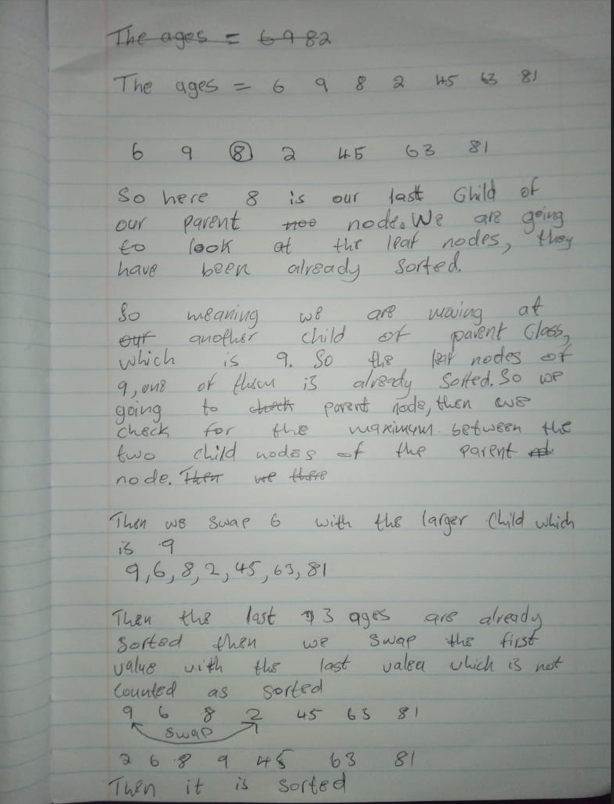 The ages = 6 9 82
The ages = 6 9 8 2 45 63 81
6 9 8 2 45 63 81
So here 8 is our last Child of
our parent noo node. We are going
to look at the leaf nodes, they
have been already Sorted.
So meaning we are moving at
our another child of parent Class,
which is 9. So the leaf nodes of
9, one of them is already Sorted. So we
going to check parent node, then we
check for the maximum between the
two child nodes of the parent
node. Then we there
Then we swap 6 with the larger Child which
is 9
9, 6, 8, 2, 45, 63, 81
Then the last 3 ages are already
sorted then we swap the first
value with the last valea which is not
Counted as sorted
9 6 8 2 45 63 81
swap
2 6 8 9 45 63 81
Then it is sorted